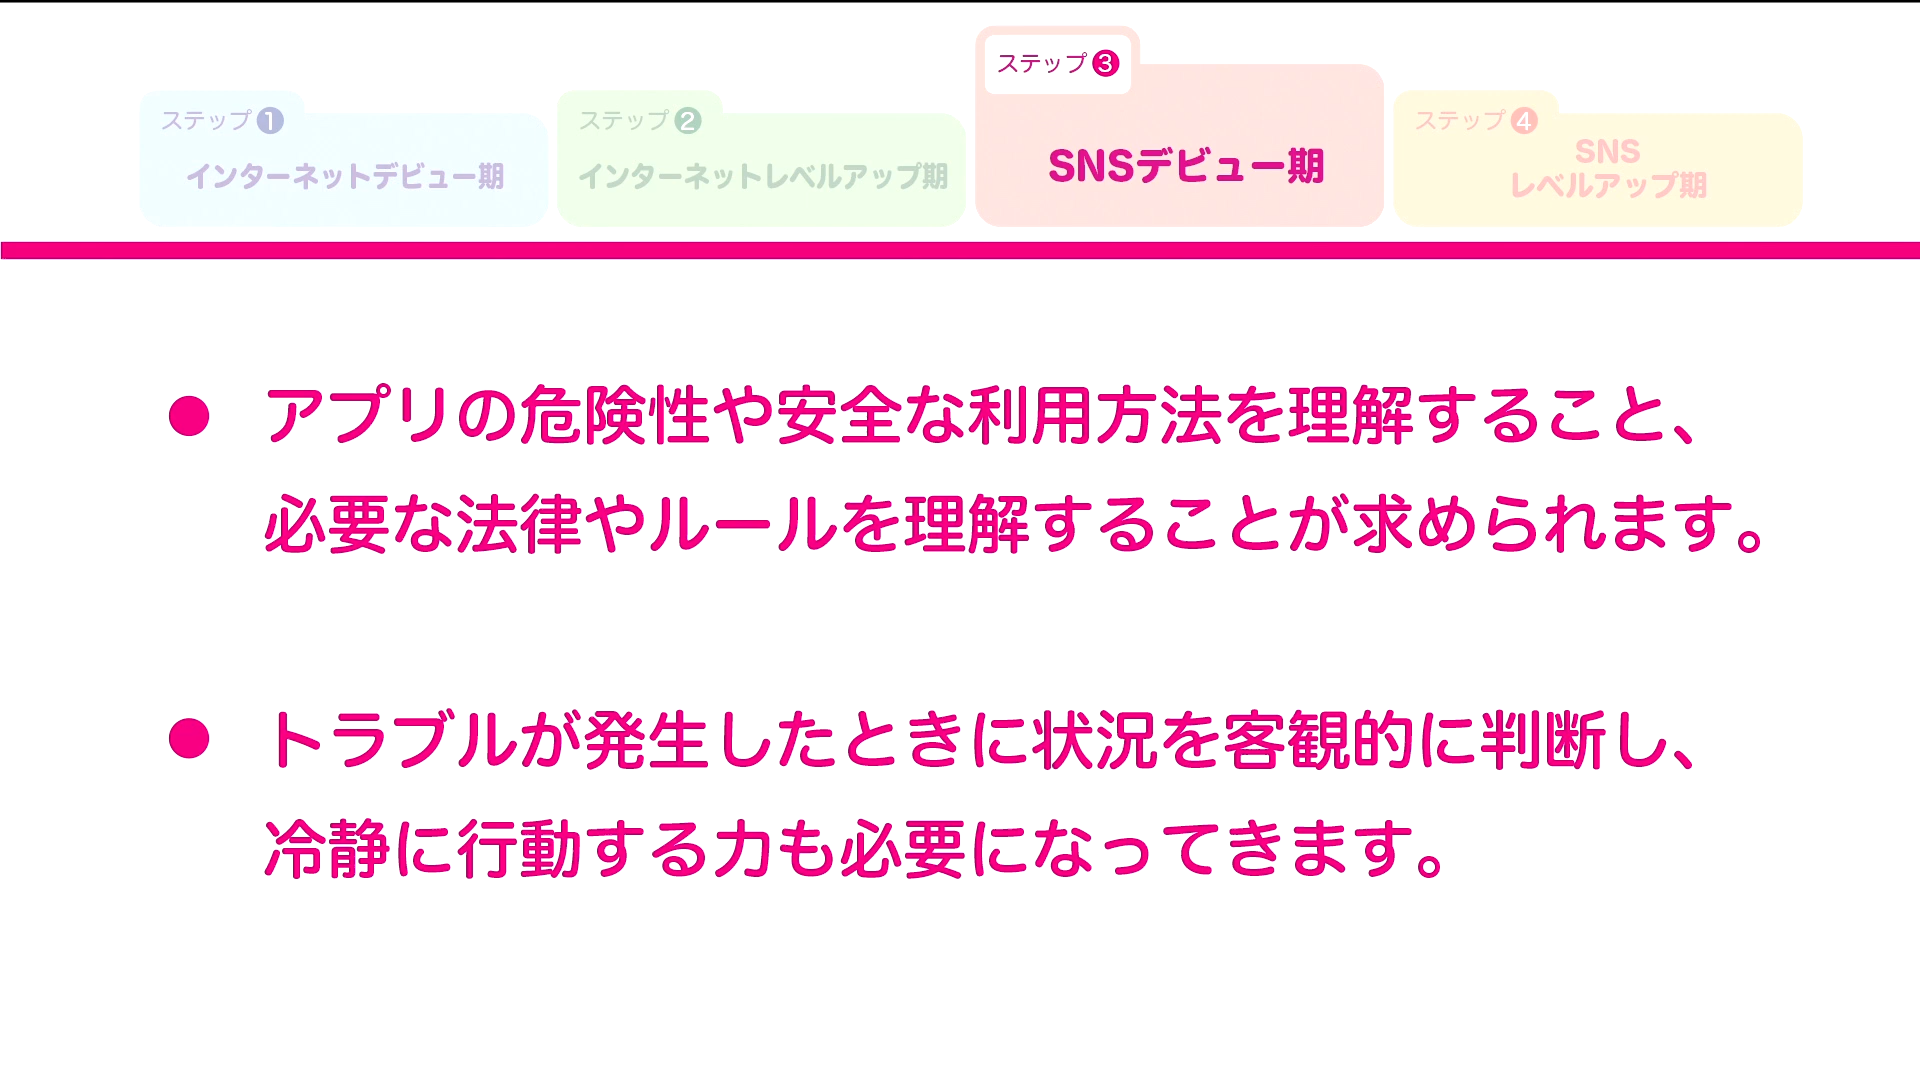 ステップ❶
インターネットデビュー期
ステップ❷
インターネットレベルアップ期
ステップ❸
SNSデビュー期
ステップ❹
SNS
レベルアップ期
● アプリの危険性や安全な利用方法を理解すること、
必要な法律やルールを理解することが求められます。
● トラブルが発生したときに状況を客観的に判断し、
冷静に行動する力も必要になってきます。